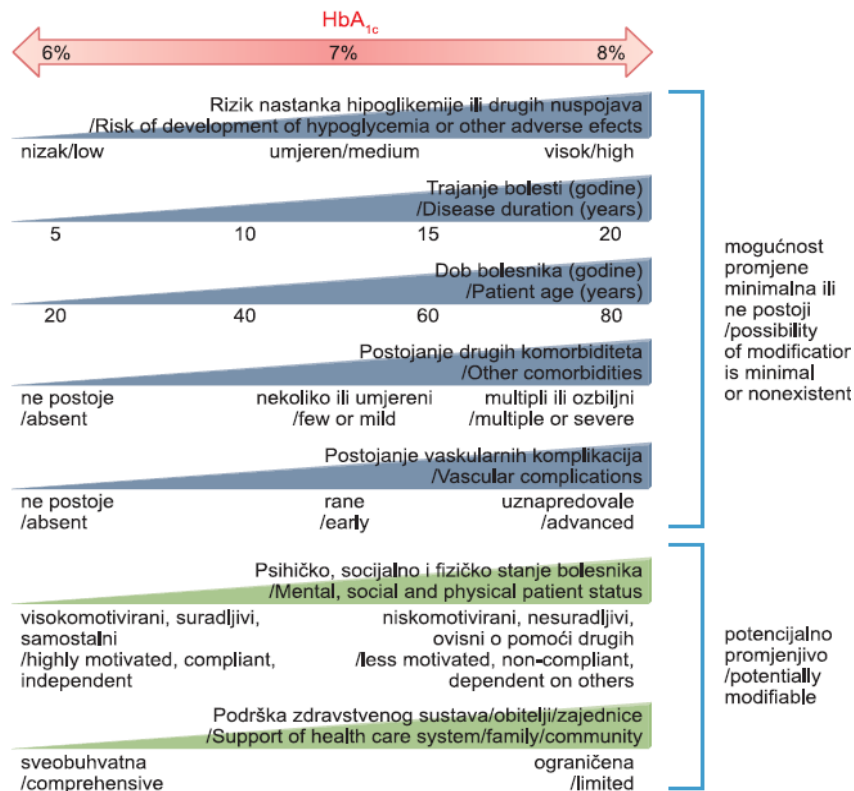 HbA1c
6% 7% 8%
Rizik nastanka hipoglikemije ili drugih nuspojava
/Risk of development of hypoglycemia or other adverse efects
nizak/low umjeren/medium visok/high
Trajanje bolesti (godine)
/Disease duration (years)
5 10 15 20
Dob bolesnika (godine)
/Patient age (years)
20 40 60 80
Postojanje drugih komorbiditeta
/Other comorbidities
ne postoje nekoliko ili umjereni multipli ili ozbiljni
/absent /few or mild /multiple or severe
Postojanje vaskularnih komplikacija
/Vascular complications
ne postoje rane uznapredovale
/absent /early /advanced
mogućnost
promjene
minimalna ili
ne postoji
/possibility
of modification
is minimal
or nonexistent
Psihičko, socijalno i fizičko stanje bolesnika
/Mental, social and physical patient status
visokomotivirani, suradljivi,
samostalni
/highly motivated, compliant,
independent
niskomotivirani, nesuradljivi,
ovisni o pomoći drugih
/less motivated, non-compliant,
dependent on others
Podrška zdravstvenog sustava/obitelji/zajednice
/Support of health care system/family/community
sveobuhvatna ograničena
/comprehensive /limited
potencijalno
promjenjivo
/potentially
modifiable